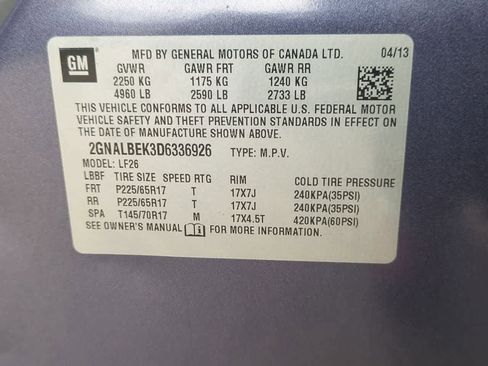 GM
MFD BY GENERAL MOTORS OF CANADA LTD. 04/13
GVWR GAWR FRT GAWR RR
2250 KG 1175 KG 1240 KG
4960 LB 2590 LB 2733 LB
THIS VEHICLE CONFORMS TO ALL APPLICABLE U.S. FEDERAL MOTOR
VEHICLE SAFETY AND THEFT PREVENTION STANDARDS IN EFFECT ON
THE DATE OF MANUFACTURE SHOWN ABOVE.
2GNALBEK3D6336926 TYPE: M.P.V.
MODEL: LF26
LBBF TIRE SIZE SPEED RTG RIM COLD TIRE PRESSURE
FRT P225/65R17 T 17X7J 240KPA(35PSI)
RR P225/65R17 T 17X7J 240KPA(35PSI)
SPA T145/70R17 M 17X4.5T 420KPA(60PSI)
SEE OWNER'S MANUAL FOR MORE INFORMATION.